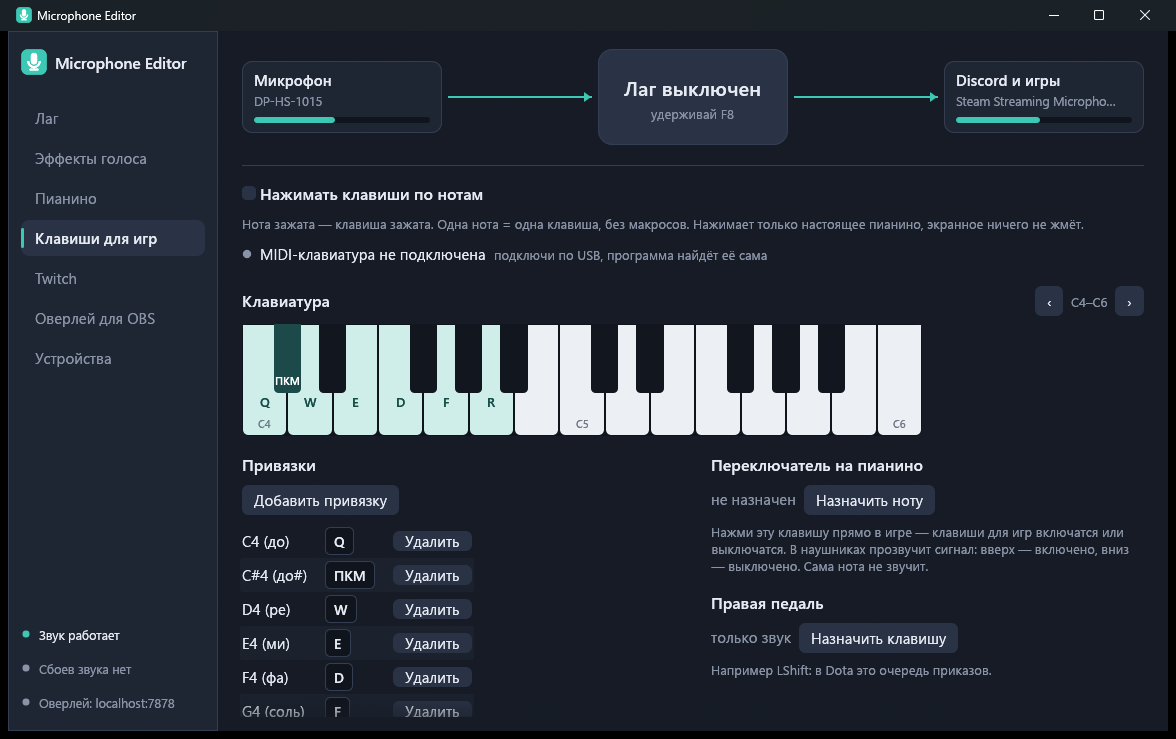 Microphone Editor
Microphone Editor
Лаг
Эффекты голоса
Пианино
Клавиши для игр
Twitch
Оверлей для OBS
Устройства
Звук работает
Сбоев звука нет
Оверлей: localhost:7878
Микрофон
DP-HS-1015
Лаг выключен
удерживай F8
Discord и игры
Steam Streaming Micropho...
Нажимать клавиши по нотам
Нота зажата — клавиша зажата. Одна нота = одна клавиша, без макросов. Нажимает только настоящее пианино, экранное ничего не жмёт.
MIDI-клавиатура не подключена подключи по USB, программа найдёт её сама
Клавиатура
‹ C4–C6 ›
ПКМ
Q W E D F R
C4 C5 C6
Привязки
Добавить привязку
C4 (до) Q Удалить
C#4 (до#) ПКМ Удалить
D4 (ре) W Удалить
E4 (ми) E Удалить
F4 (фа) D Удалить
G4 (соль) F Удалить
Переключатель на пианино
не назначен Назначить ноту
Нажми эту клавишу прямо в игре — клавиши для игр включатся или
выключатся. В наушниках прозвучит сигнал: вверх — включено, вниз
— выключено. Сама нота не звучит.
Правая педаль
только звук Назначить клавишу
Например LShift: в Dota это очередь приказов.